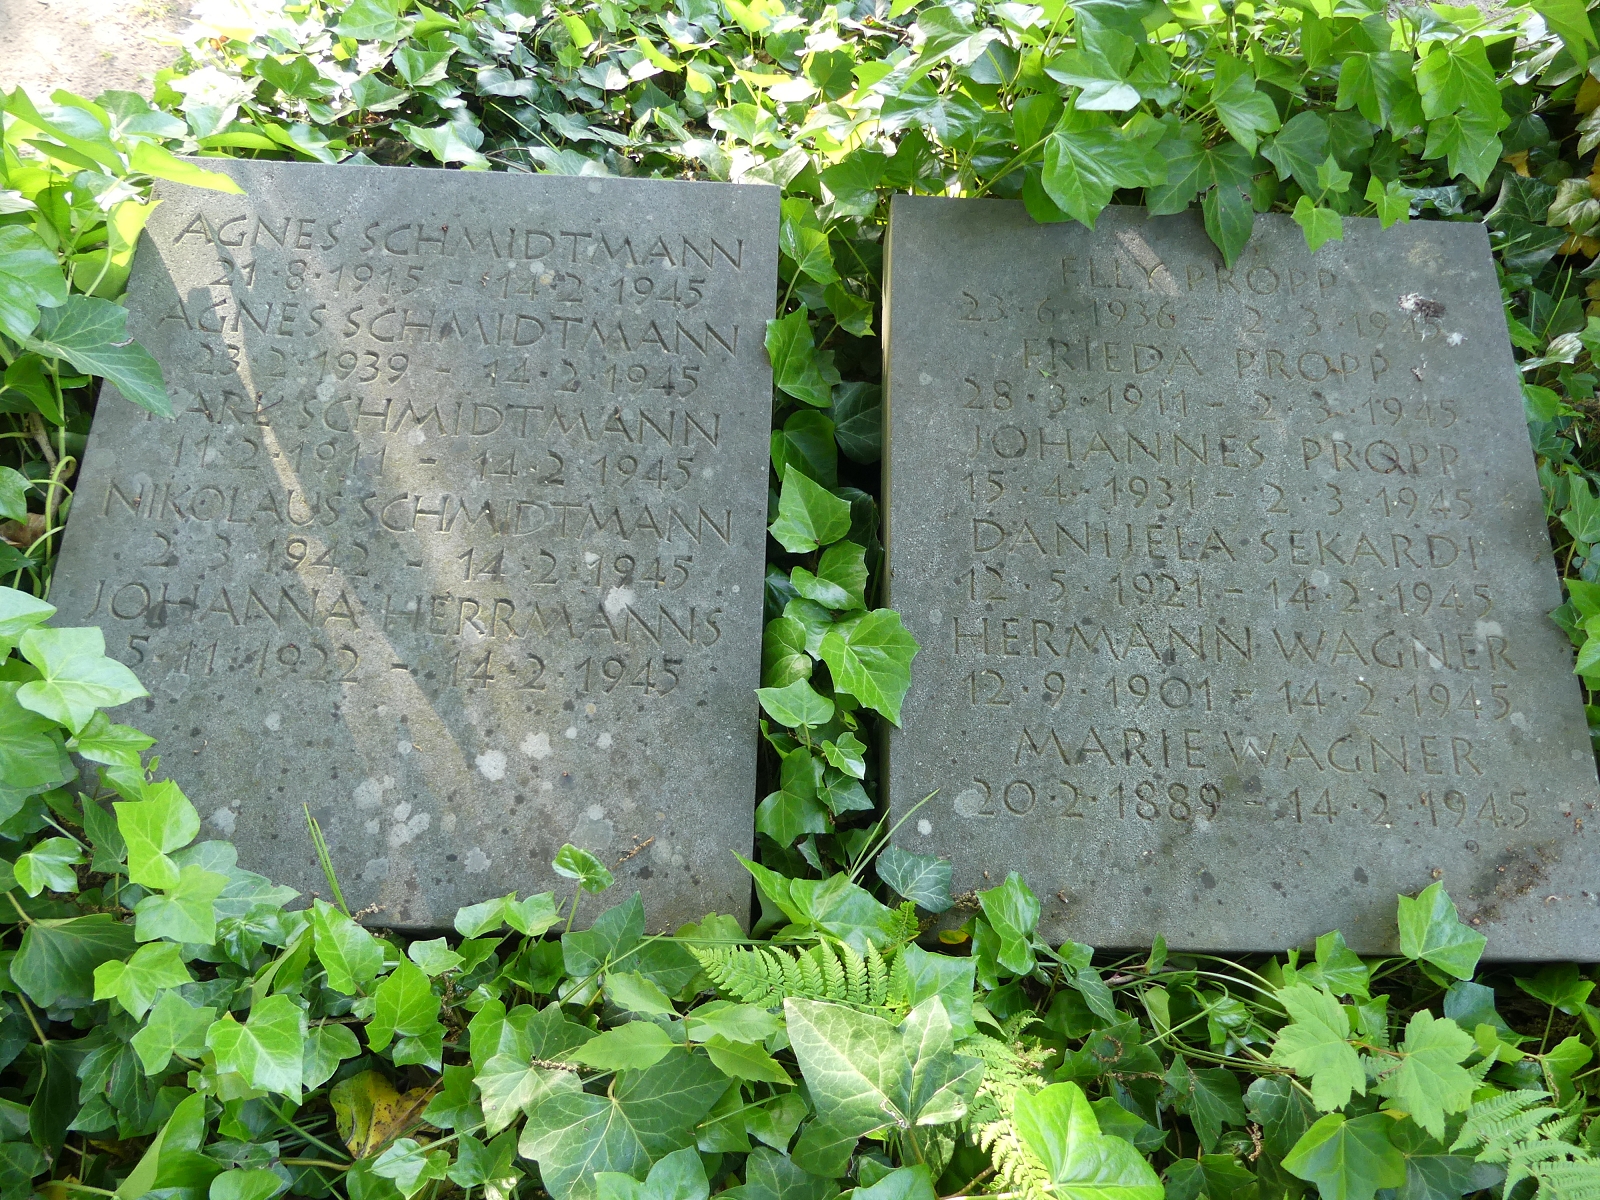 AGNES SCHMIDTMANN
21·8·1915 - 14·2·1945
AGNES SCHMIDTMANN
23·2·1939 - 14·2·1945
KARL SCHMIDTMANN
11·2·1911 - 14·2·1945
NIKOLAUS SCHMIDTMANN
2·3·1942 - 14·2·1945
JOHANNA HERRMANNS
5·11·1922 - 14·2·1945
ELLY PROPP
23·6·1936 - 2·3·1945
FRIEDA PROPP
28·3·1911 - 2·3·1945
JOHANNES PROPP
15·4·1931 - 2·3·1945
DANIJELA SEKARDI
12·5·1921 - 14·2·1945
HERMANN WAGNER
12·9·1901 - 14·2·1945
MARIE WAGNER
20·2·1889 - 14·2·1945